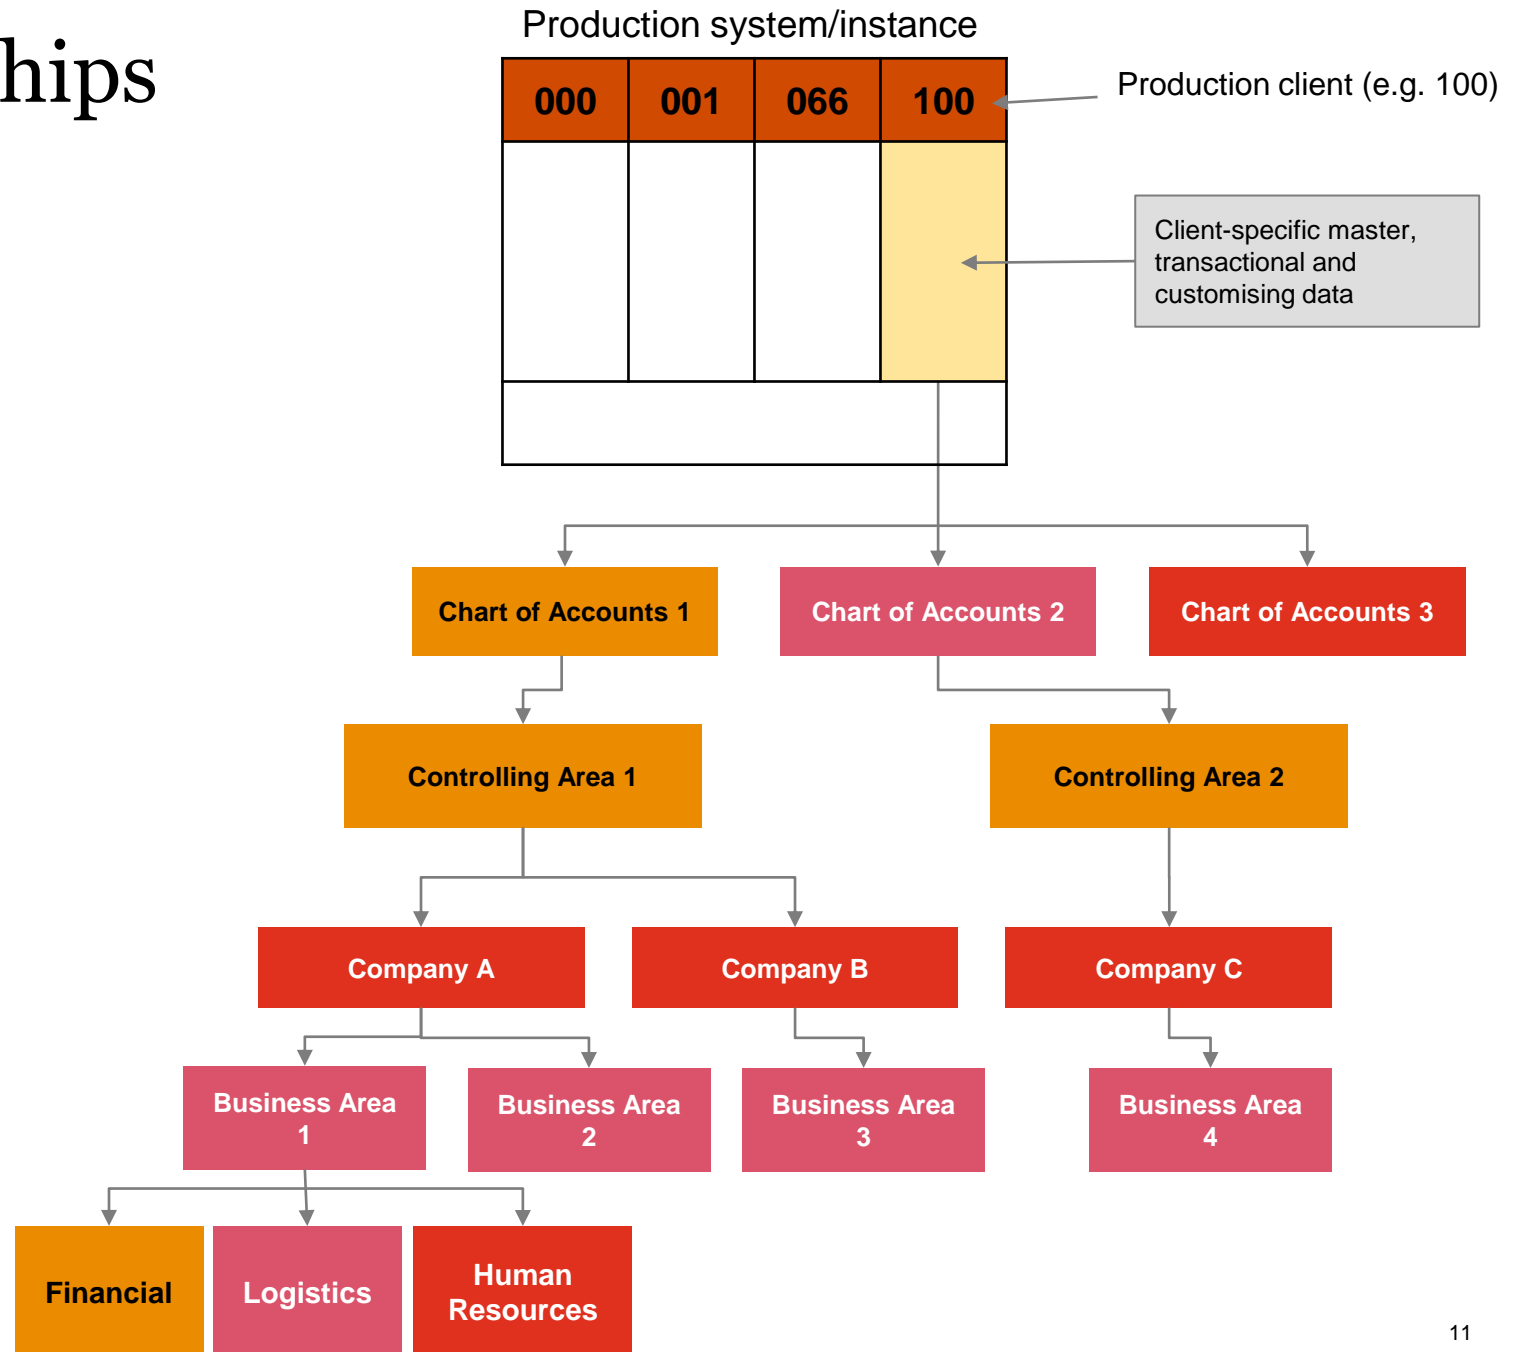 hips
Production system/instance
000 001 066 100
Production client (e.g. 100)
Client-specific master,
transactional and
customising data
Chart of Accounts 1
Chart of Accounts 2
Chart of Accounts 3
Controlling Area 1
Controlling Area 2
Company A
Company B
Company C
Business Area
1
Business Area
2
Business Area
3
Business Area
4
Financial
Logistics
Human
Resources
11